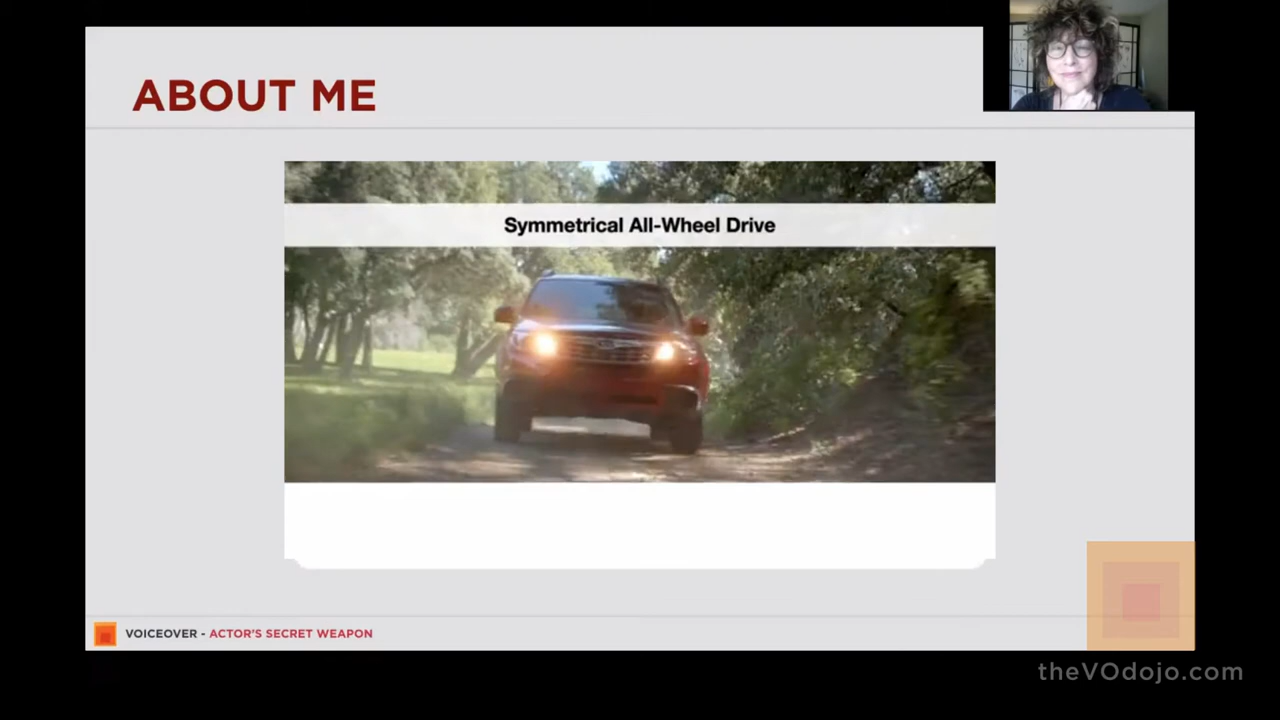 ABOUT ME
Symmetrical All-Wheel Drive
VOICEOVER - ACTOR'S SECRET WEAPON
theVOdojo.com